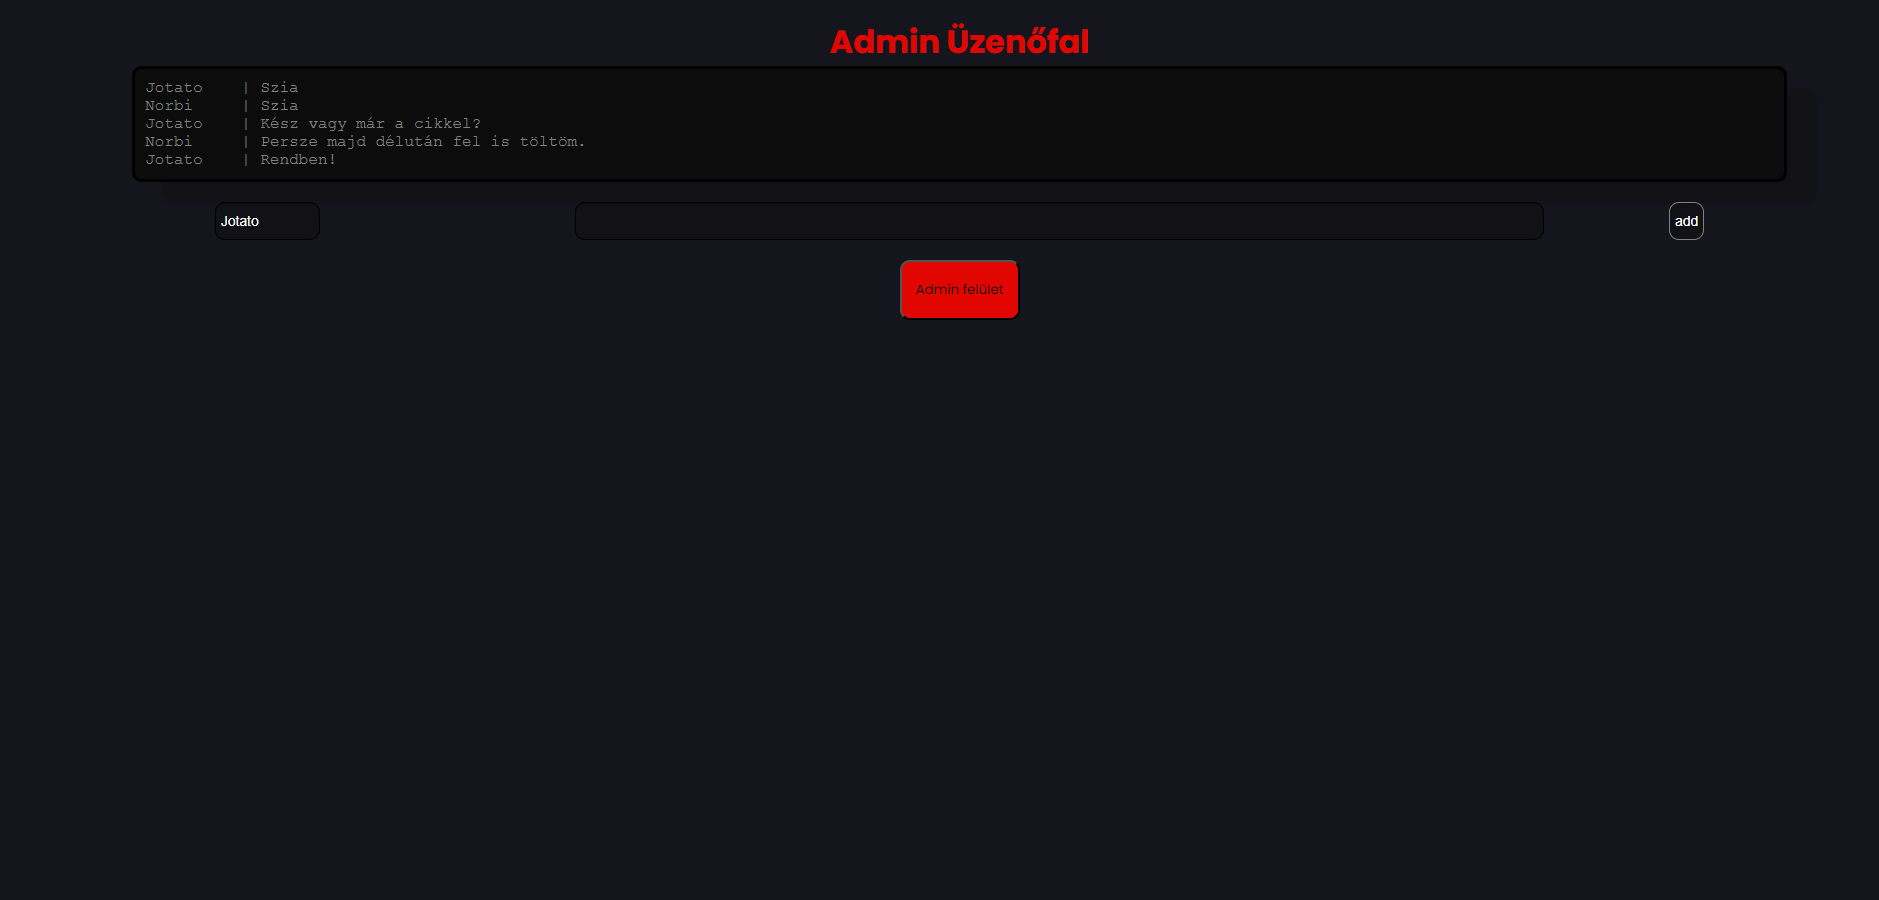 Admin Üzenőfal
Jotato | Szia
Norbi | Szia
Jotato | Kész vagy már a cikkel?
Norbi | Persze majd délután fel is töltöm.
Jotato | Rendben!
Jotato add
Admin felület